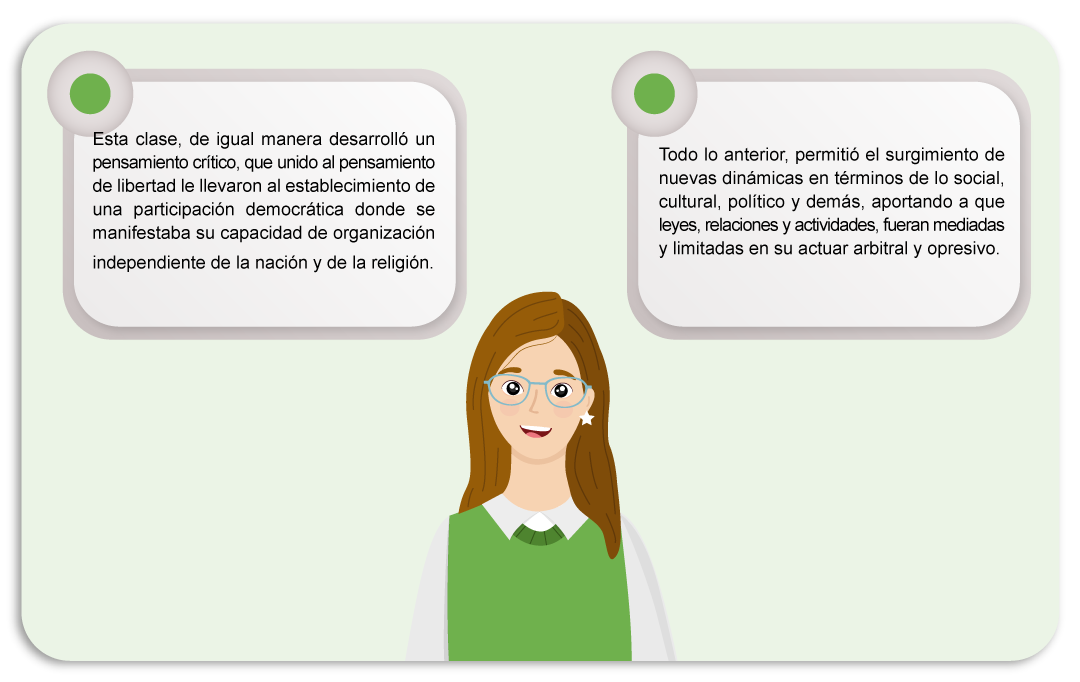 Esta clase, de igual manera desarrolló un
pensamiento crítico, que unido al pensamiento
de libertad le llevaron al establecimiento de
una participación democrática donde se
manifestaba su capacidad de organización
independiente de la nación y de la religión.
Todo lo anterior, permitió el surgimiento de
nuevas dinámicas en términos de lo social,
cultural, político y demás, aportando a que
leyes, relaciones y actividades, fueran mediadas
y limitadas en su actuar arbitral y opresivo.